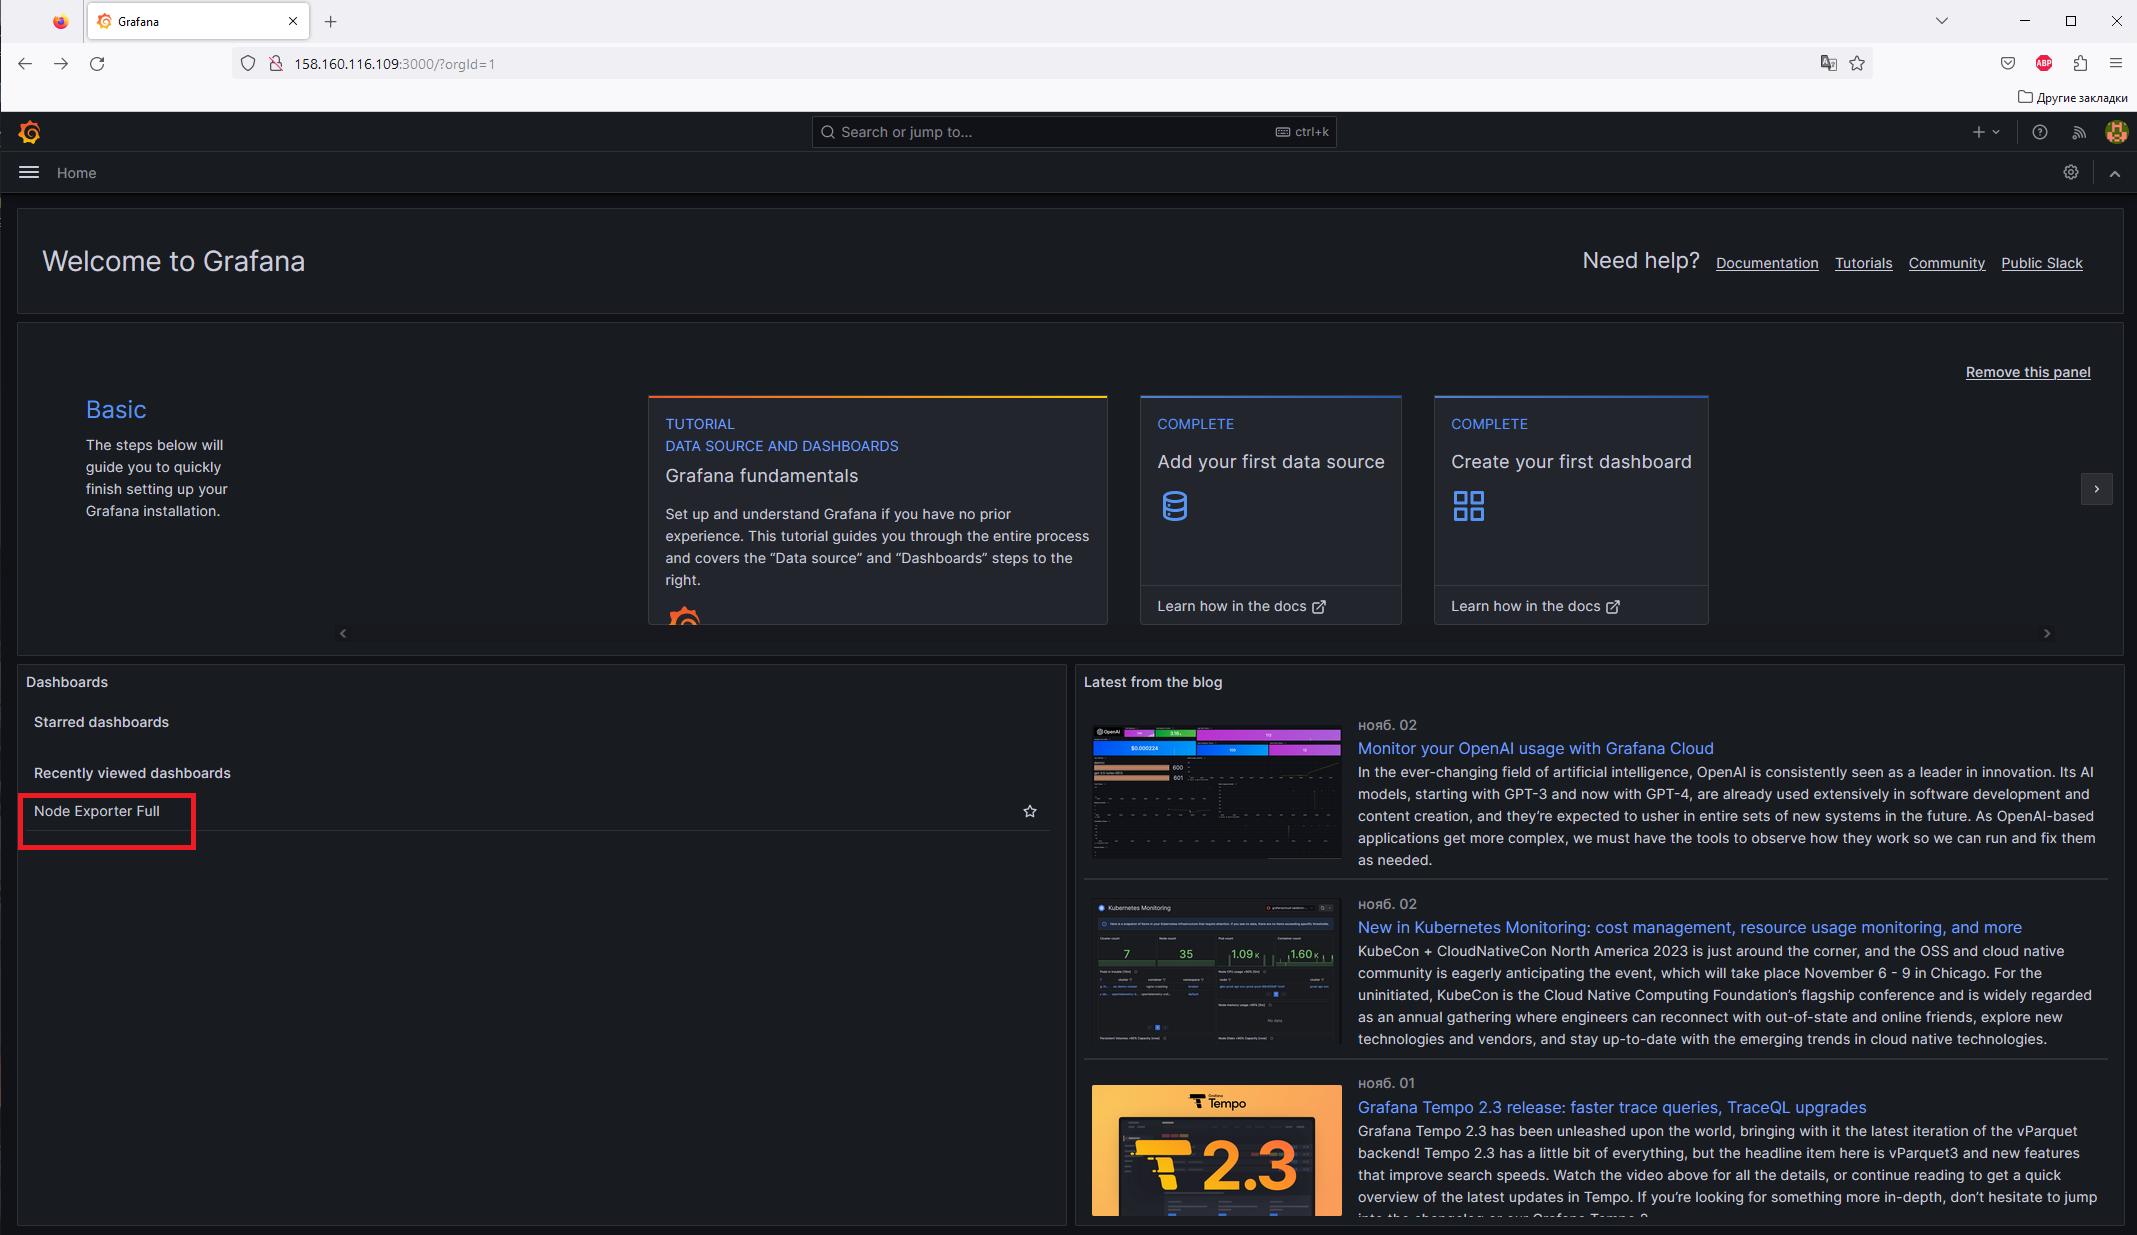 Grafana
158.160.116.109:3000/?orgId=1
ABP
Другие закладки
Search or jump to...
ctrl+k
Home
Welcome to Grafana
Need help? Documentation Tutorials Community Public Slack
Remove this panel
Basic
The steps below will
guide you to quickly
finish setting up your
Grafana installation.
TUTORIAL
DATA SOURCE AND DASHBOARDS
Grafana fundamentals
Set up and understand Grafana if you have no prior
experience. This tutorial guides you through the entire process
and covers the “Data source” and “Dashboards” steps to the
right.
COMPLETE
Add your first data source
Learn how in the docs
COMPLETE
Create your first dashboard
Learn how in the docs
Dashboards
Starred dashboards
Recently viewed dashboards
Node Exporter Full
Latest from the blog
OpenAI
$0.000224
600
601
нояб. 02
Monitor your OpenAI usage with Grafana Cloud
In the ever-changing field of artificial intelligence, OpenAI is consistently seen as a leader in innovation. Its AI
models, starting with GPT-3 and now with GPT-4, are already used extensively in software development and
content creation, and they’re expected to usher in entire sets of new systems in the future. As OpenAI-based
applications get more complex, we must have the tools to observe how they work so we can run and fix them
as needed.
Kubernetes Monitoring
7
35
1.09 K
1.60 K
нояб. 02
New in Kubernetes Monitoring: cost management, resource usage monitoring, and more
KubeCon + CloudNativeCon North America 2023 is just around the corner, and the OSS and cloud native
community is eagerly anticipating the event, which will take place November 6 - 9 in Chicago. For the
uninitiated, KubeCon is the Cloud Native Computing Foundation’s flagship conference and is widely regarded
as an annual gathering where engineers can reconnect with out-of-state and online friends, explore new
technologies and vendors, and stay up-to-date with the emerging trends in cloud native technologies.
Grafana
Tempo
2.3
нояб. 01
Grafana Tempo 2.3 release: faster trace queries, TraceQL upgrades
Grafana Tempo 2.3 has been unleashed upon the world, bringing with it the latest iteration of the vParquet
backend! Tempo 2.3 has a little bit of everything, but the headline item here is vParquet3 and new features
that improve search speeds. Watch the video above for all the details, or continue reading to get a quick
overview of the latest updates in Tempo. If you’re looking for something more in-depth, don’t hesitate to jump